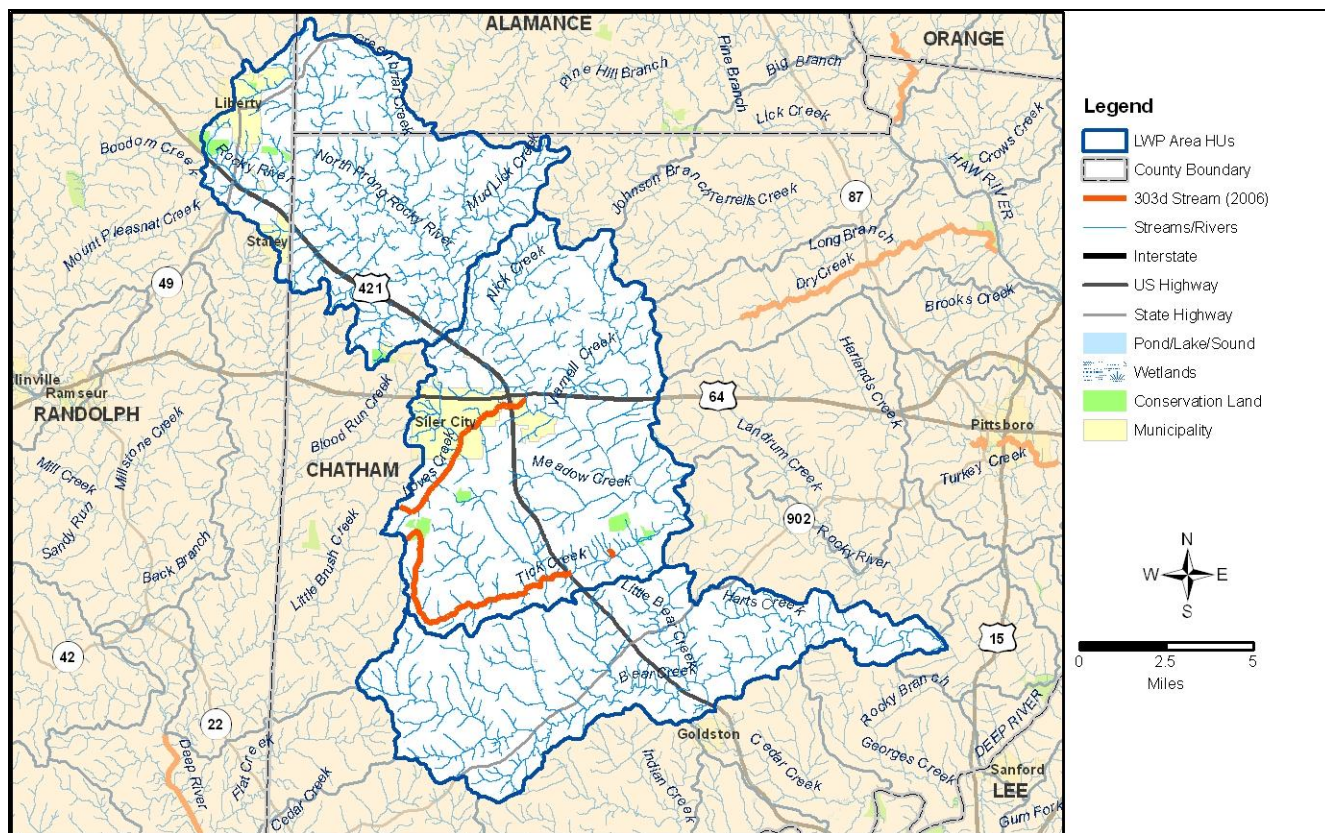 ALAMANCE
ORANGE
Greenbriar Creek
Pine Hill Branch
Pine Branch
Big Branch
Lick Creek
Liberty
Boodom Creek
Rocky River
North Prong Rocky River
Mud Lick Creek
Crows Creek
HAW RIVER
Johnson Branc
Terrells Creek
87
Mount Pleasnat Creek
Staley
Long Branch
Dry Creek
49
421
Nick Creek
Brooks Creek
Varnell Creek
Harlands Creek
linville
Ramseur
RANDOLPH
64
Siler City
Pittsboro
Blood Run Creek
Loves Creek
Landrum Creek
Turkey Creek
Millstone Creek
Mill Creek
CHATHAM
Meadow Creek
Sandy Run
902
Rocky River
Back Branch
Little Brush Creek
Tick Creek
Little Bear Creek
Harts Creek
42
15
Bear Creek
Rocky Branch
22
Deep River
Flat Creek
Goldston
DEEP RIVER
Cedar Creek
Georges Creek
Cedar Creek
Indian Creek
Sanford
LEE
Gum Fork
Legend
LWP Area HUs
County Boundary
303d Stream (2006)
Streams/Rivers
Interstate
US Highway
State Highway
Pond/Lake/Sound
Wetlands
Conservation Land
Municipality
N
W E
S
0 2.5 5
Miles